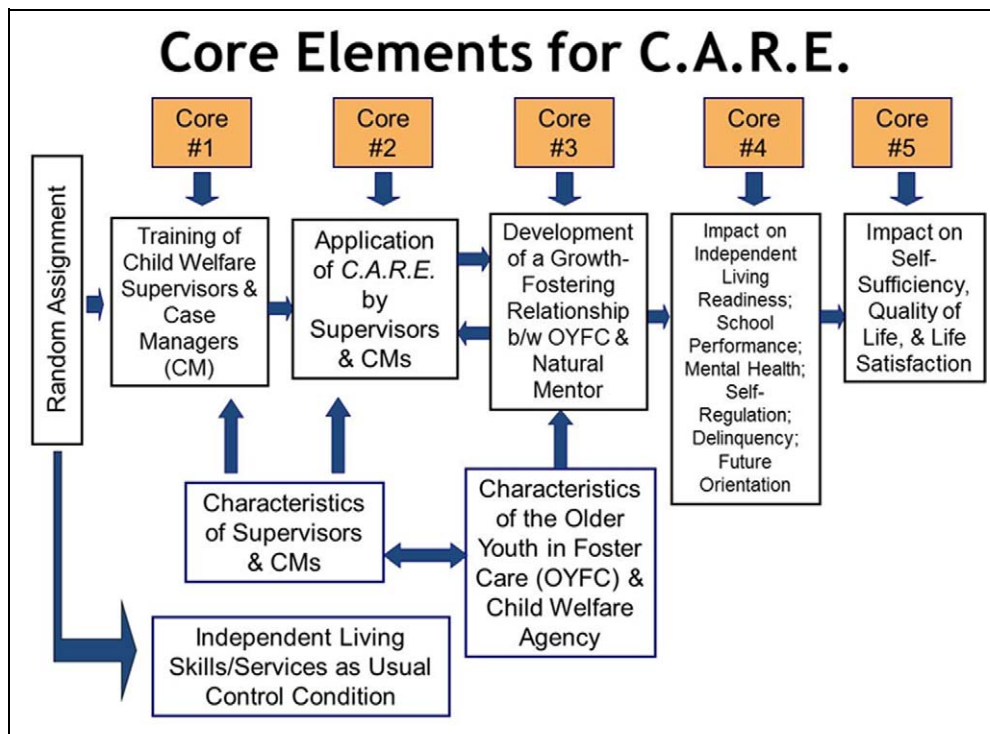 Core Elements for C.A.R.E.
Core
#1
Core
#2
Core
#3
Core
#4
Core
#5
Random Assignment
Training of
Child Welfare
Supervisors &
Case
Managers
(CM)
Application
of C.A.R.E.
by
Supervisors
& CMs
Development
of a Growth-
Fostering
Relationship
b/w OYFC &
Natural
Mentor
Impact on
Independent
Living
Readiness;
School
Performance;
Mental Health;
Self-
Regulation;
Delinquency;
Future
Orientation
Impact on
Self-
Sufficiency,
Quality of
Life, & Life
Satisfaction
Characteristics
of Supervisors
& CMs
Characteristics
of the Older
Youth in Foster
Care (OYFC) &
Child Welfare
Agency
Independent Living
Skills/Services as Usual
Control Condition